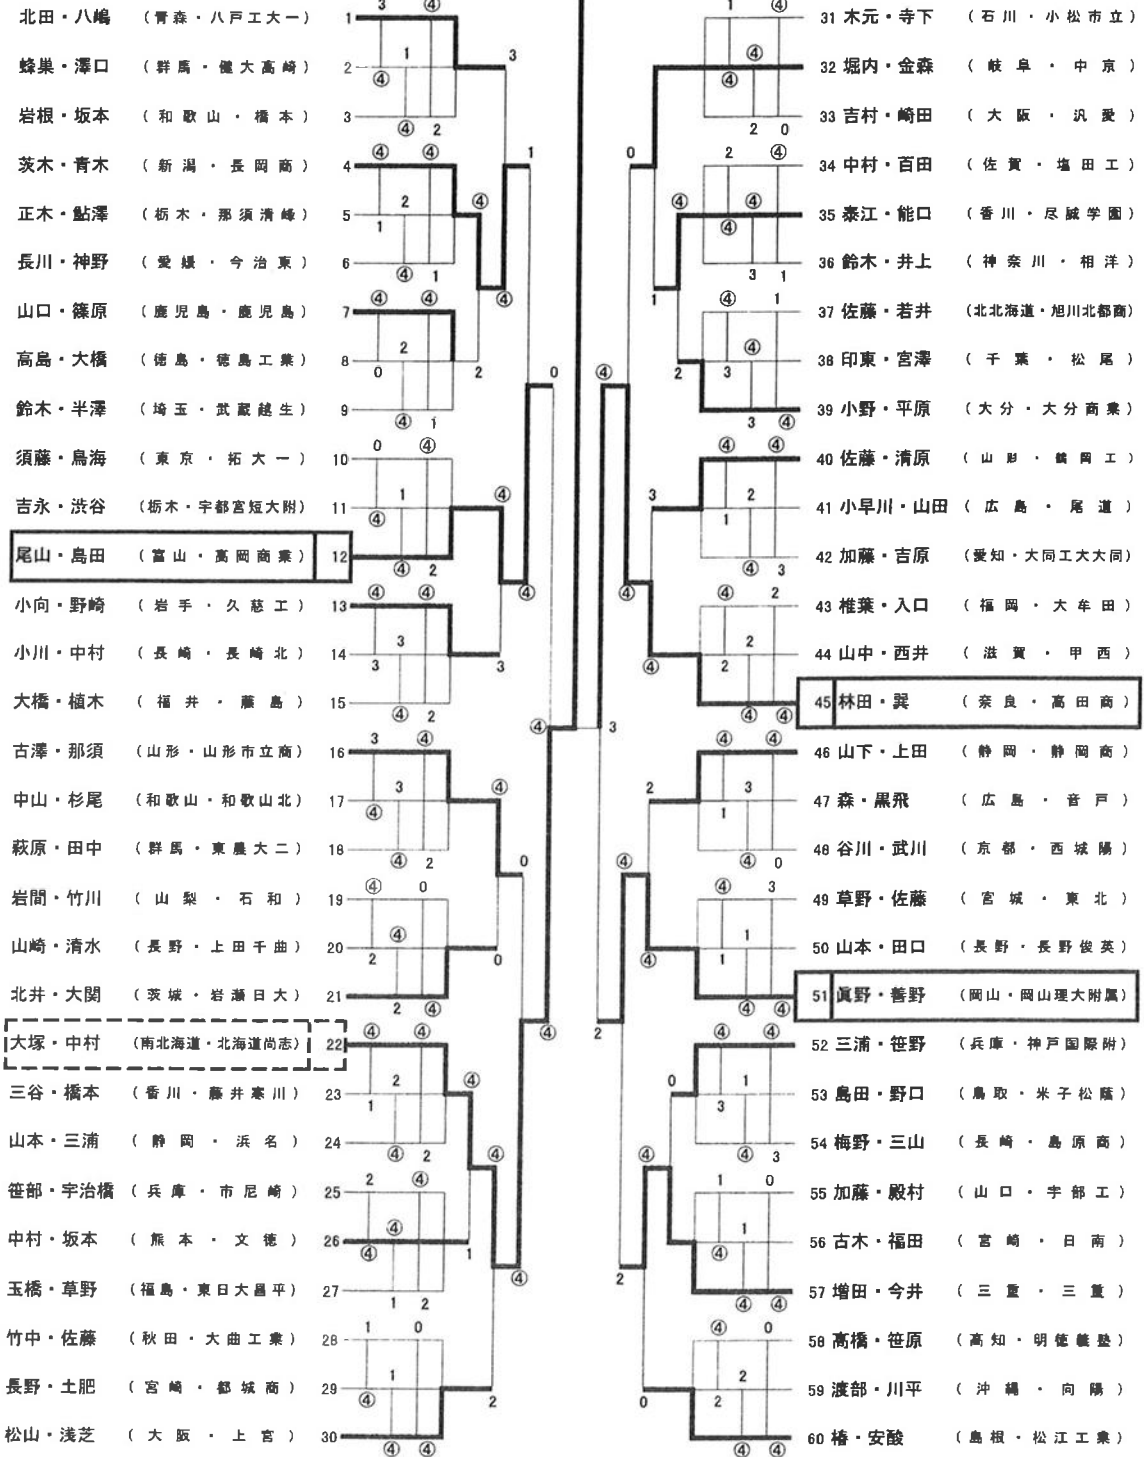 1 北田・八嶋 (青森・八戸工大一)
2 蜂巣・澤口 (群馬・健大高崎)
3 岩根・坂本 (和歌山・橋本)
4 茨木・青木 (新潟・長岡商)
5 正木・鮎澤 (栃木・那須清峰)
6 長川・神野 (愛媛・今治東)
7 山口・篠原 (鹿児島・鹿児島)
8 高島・大橋 (徳島・徳島工業)
9 鈴木・半澤 (埼玉・武蔵越生)
10 須藤・鳥海 (東京・拓大一)
11 吉永・渋谷 (栃木・宇都宮短大附)
12 尾山・島田 (富山・高岡商業)
13 小向・野崎 (岩手・久慈工)
14 小川・中村 (長崎・長崎北)
15 大橋・植木 (福井・藤島)
16 古澤・那須 (山形・山形市立商)
17 中山・杉尾 (和歌山・和歌山北)
18 萩原・田中 (群馬・東農大二)
19 岩間・竹川 (山梨・石和)
20 山崎・清水 (長野・上田千曲)
21 北井・大関 (茨城・岩瀬日大)
22 大塚・中村 (南北海道・北海道尚志)
23 三谷・橋本 (香川・藤井寒川)
24 山本・三浦 (静岡・浜名)
25 笹部・宇治橋 (兵庫・市尼崎)
26 中村・坂本 (熊本・文徳)
27 玉橋・草野 (福島・東日大昌平)
28 竹中・佐藤 (秋田・大曲工業)
29 長野・土肥 (宮崎・都城商)
30 松山・浅芝 (大阪・上宮)
31 木元・寺下 (石川・小松市立)
32 堀内・金森 (岐阜・中京)
33 吉村・崎田 (大阪・汎愛)
34 中村・百田 (佐賀・塩田工)
35 泰江・能口 (香川・尽誠学園)
36 鈴木・井上 (神奈川・相洋)
37 佐藤・若井 (北北海道・旭川北都商)
38 印東・宮澤 (千葉・松尾)
39 小野・平原 (大分・大分商業)
40 佐藤・清原 (山形・鶴岡工)
41 小早川・山田 (広島・尾道)
42 加藤・吉原 (愛知・大同工大大同)
43 椎葉・入口 (福岡・大牟田)
44 山中・西井 (滋賀・甲西)
45 林田・巽 (奈良・高田商)
46 山下・上田 (静岡・静岡商)
47 森・黒飛 (広島・音戸)
48 谷川・武川 (京都・西城陽)
49 草野・佐藤 (宮城・東北)
50 山本・田口 (長野・長野俊英)
51 眞野・善野 (岡山・岡山理大附属)
52 三浦・笹野 (兵庫・神戸国際附)
53 島田・野口 (鳥取・米子松蔭)
54 梅野・三山 (長崎・島原商)
55 加藤・殿村 (山口・宇部工)
56 古木・福田 (宮崎・日南)
57 増田・今井 (三重・三重)
58 高橋・笹原 (高知・明徳義塾)
59 渡部・川平 (沖縄・向陽)
60 椿・安酸 (島根・松江工業)